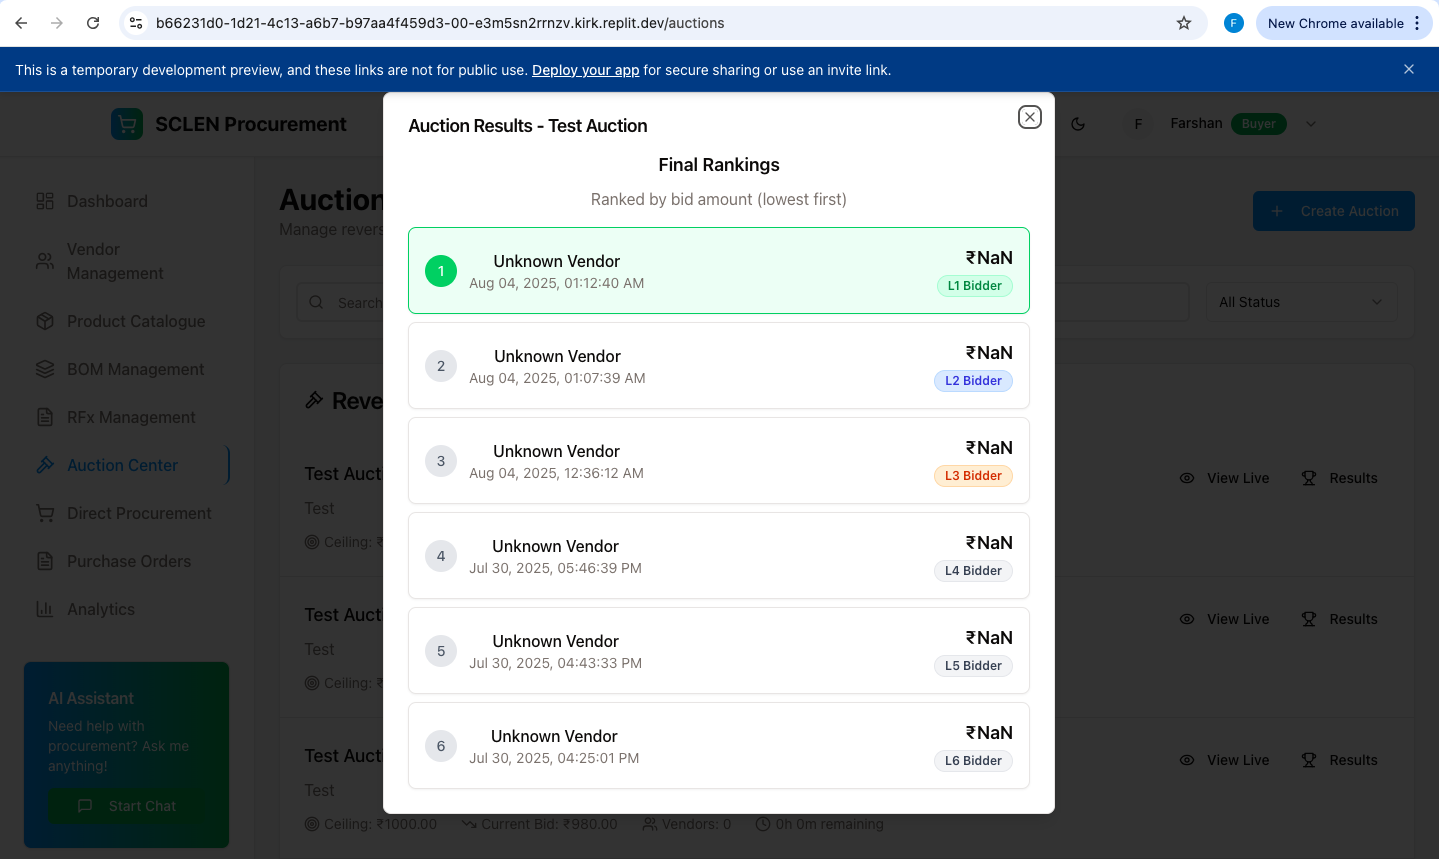 b66231d0-1d21-4c13-a6b7-b97aa4f459d3-00-e3m5sn2rrnzv.kirk.replit.dev/auctions
F
New Chrome available
This is a temporary development preview, and these links are not for public use. Deploy your app for secure sharing or use an invite link.
SCLEN Procurement
F
Farshan
Buyer
Dashboard
Vendor
Management
Product Catalogue
BOM Management
RFx Management
Auction Center
Direct Procurement
Purchase Orders
Analytics
AI Assistant
Need help with
procurement? Ask me
anything!
Start Chat
Auction
Manage revers
Create Auction
Search
All Status
Reve
Test Aucti
Test
Ceiling: ₹
View Live
Results
Test Aucti
Test
Ceiling: ₹
View Live
Results
Test Aucti
Test
Ceiling: ₹1000.00
Current Bid: ₹980.00
Vendors: 0
0h 0m remaining
View Live
Results
Auction Results - Test Auction
Final Rankings
Ranked by bid amount (lowest first)
1
Unknown Vendor
Aug 04, 2025, 01:12:40 AM
₹NaN
L1 Bidder
2
Unknown Vendor
Aug 04, 2025, 01:07:39 AM
₹NaN
L2 Bidder
3
Unknown Vendor
Aug 04, 2025, 12:36:12 AM
₹NaN
L3 Bidder
4
Unknown Vendor
Jul 30, 2025, 05:46:39 PM
₹NaN
L4 Bidder
5
Unknown Vendor
Jul 30, 2025, 04:43:33 PM
₹NaN
L5 Bidder
6
Unknown Vendor
Jul 30, 2025, 04:25:01 PM
₹NaN
L6 Bidder